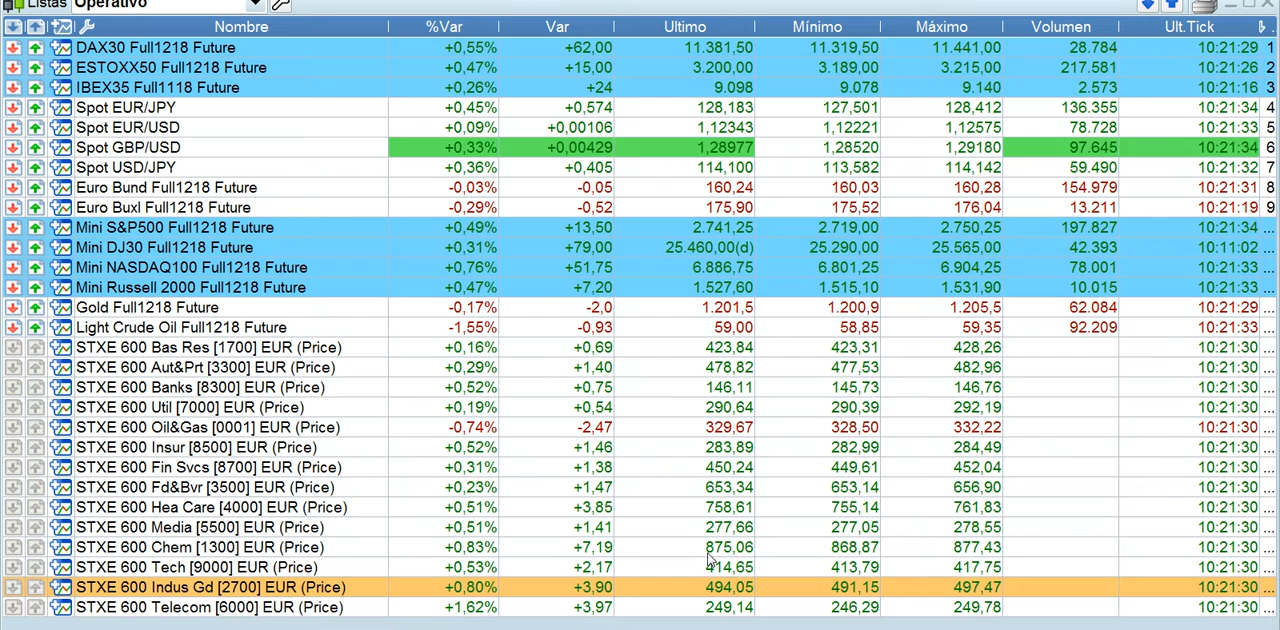 Listas Operativo
Nombre %Var Var Ultimo Mínimo Máximo Volumen Ult.Tick
DAX30 Full1218 Future +0,55% +62,00 11.381,50 11.319,50 11.441,00 28.784 10:21:29 1
ESTOXX50 Full1218 Future +0,47% +15,00 3.200,00 3.189,00 3.215,00 217.581 10:21:26 2
IBEX35 Full1118 Future +0,26% +24 9.098 9.078 9.140 2.573 10:21:16 3
Spot EUR/JPY +0,45% +0,574 128,183 127,501 128,412 136.355 10:21:34 4
Spot EUR/USD +0,09% +0,00106 1,12343 1,12221 1,12575 78.728 10:21:33 5
Spot GBP/USD +0,33% +0,00429 1,28977 1,28520 1,29180 97.645 10:21:34 6
Spot USD/JPY +0,36% +0,405 114,100 113,582 114,142 59.490 10:21:32 7
Euro Bund Full1218 Future -0,03% -0,05 160,24 160,03 160,28 154.979 10:21:31 8
Euro Buxl Full1218 Future -0,29% -0,52 175,90 175,52 176,04 13.211 10:21:19 9
Mini S&P500 Full1218 Future +0,49% +13,50 2.741,25 2.719,00 2.750,25 197.827 10:21:34 ...
Mini DJ30 Full1218 Future +0,31% +79,00 25.460,00(d) 25.290,00 25.565,00 42.393 10:11:02 ...
Mini NASDAQ100 Full1218 Future +0,76% +51,75 6.886,75 6.801,25 6.904,25 78.001 10:21:33 ...
Mini Russell 2000 Full1218 Future +0,47% +7,20 1.527,60 1.515,10 1.531,90 10.015 10:21:33 ...
Gold Full1218 Future -0,17% -2,0 1.201,5 1.200,9 1.205,5 62.084 10:21:29 ...
Light Crude Oil Full1218 Future -1,55% -0,93 59,00 58,85 59,35 92.209 10:21:33 ...
STXE 600 Bas Res [1700] EUR (Price) +0,16% +0,69 423,84 423,31 428,26 10:21:30 ...
STXE 600 Aut&Prt [3300] EUR (Price) +0,29% +1,40 478,82 477,53 482,96 10:21:30 ...
STXE 600 Banks [8300] EUR (Price) +0,52% +0,75 146,11 145,73 146,76 10:21:30 ...
STXE 600 Util [7000] EUR (Price) +0,19% +0,54 290,64 290,39 292,19 10:21:30 ...
STXE 600 Oil&Gas [0001] EUR (Price) -0,74% -2,47 329,67 328,50 332,22 10:21:30 ...
STXE 600 Insur [8500] EUR (Price) +0,52% +1,46 283,89 282,99 284,49 10:21:30 ...
STXE 600 Fin Svcs [8700] EUR (Price) +0,31% +1,38 450,24 449,61 452,04 10:21:30 ...
STXE 600 Fd&Bvr [3500] EUR (Price) +0,23% +1,47 653,34 653,14 656,90 10:21:30 ...
STXE 600 Hea Care [4000] EUR (Price) +0,51% +3,85 758,61 755,14 761,83 10:21:30 ...
STXE 600 Media [5500] EUR (Price) +0,51% +1,41 277,66 277,05 278,55 10:21:30 ...
STXE 600 Chem [1300] EUR (Price) +0,83% +7,19 875,06 868,87 877,43 10:21:30 ...
STXE 600 Tech [9000] EUR (Price) +0,53% +2,17 414,65 413,79 417,75 10:21:30 ...
STXE 600 Indus Gd [2700] EUR (Price) +0,80% +3,90 494,05 491,15 497,47 10:21:30 ...
STXE 600 Telecom [6000] EUR (Price) +1,62% +3,97 249,14 246,29 249,78 10:21:30 ...